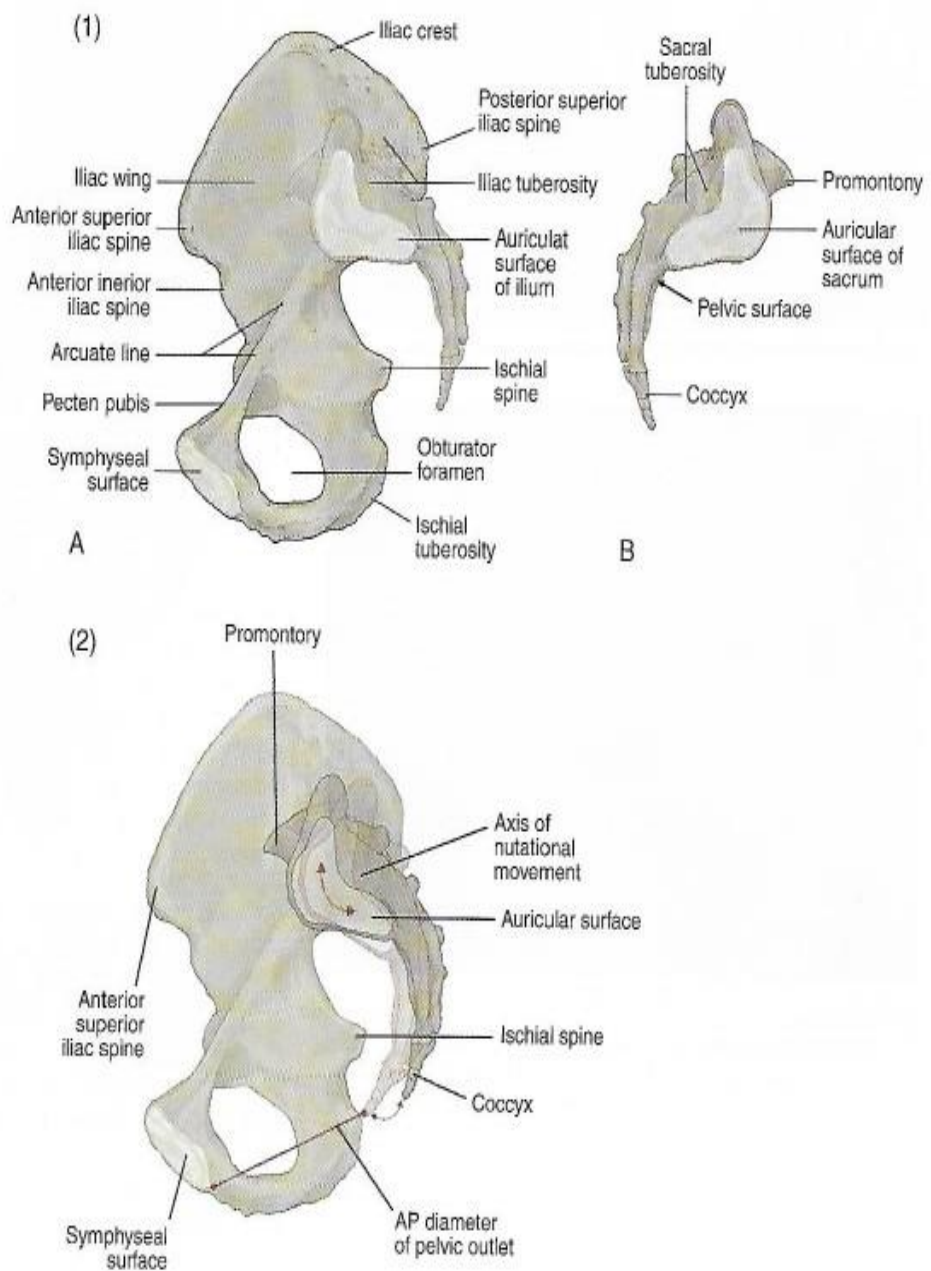 (1)
Iliac crest
Posterior superior
iliac spine
Iliac wing
Iliac tuberosity
Anterior superior
iliac spine
Auriculat
surface
of ilium
Anterior inerior
iliac spine
Arcuate line
Ischial
spine
Pecten pubis
Symphyseal
surface
Obturator
foramen
Ischial
tuberosity
A
Sacral
tuberosity
Promontony
Auricular
surface of
sacrum
Pelvic surface
Coccyx
B
(2)
Promontory
Axis of
nutational
movement
Auricular surface
Anterior
superior
iliac spine
Ischial spine
Coccyx
AP diameter
of pelvic outlet
Symphyseal
surface